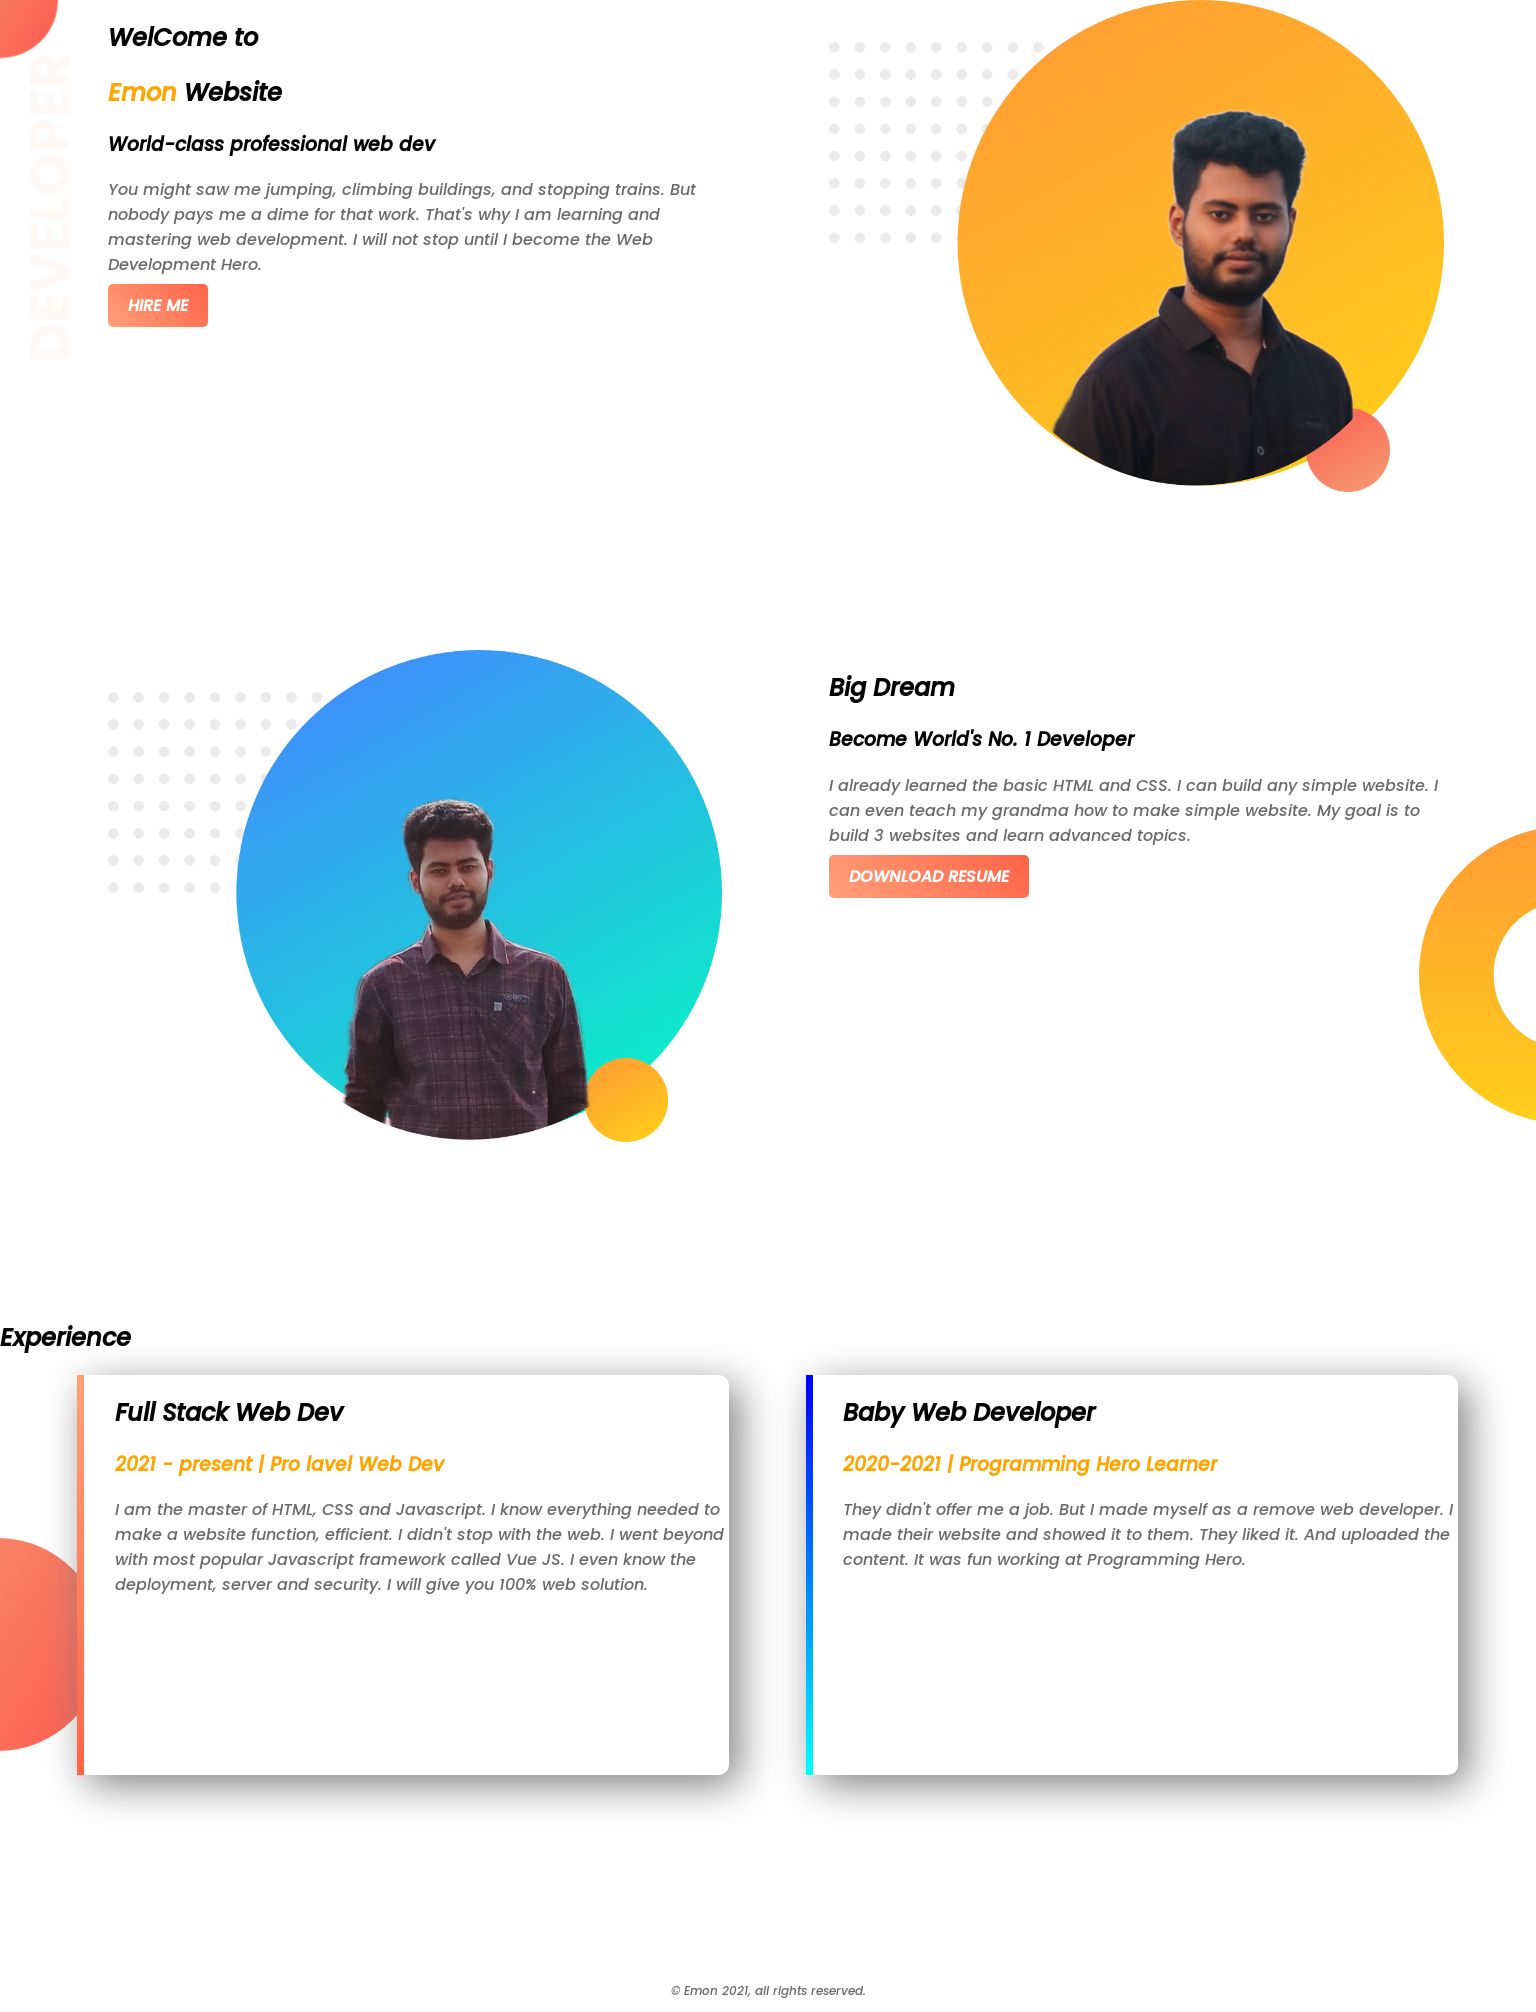 DEVELOPER
WelCome to
Emon Website
World-class professional web dev
You might saw me jumping, climbing buildings, and stopping trains. But
nobody pays me a dime for that work. That's why I am learning and
mastering web development. I will not stop until I become the Web
Development Hero.
HIRE ME
Big Dream
Become World's No. 1 Developer
I already learned the basic HTML and CSS. I can build any simple website. I
can even teach my grandma how to make simple website. My goal is to
build 3 websites and learn advanced topics.
DOWNLOAD RESUME
Experience
Full Stack Web Dev
2021 - present | Pro lavel Web Dev
I am the master of HTML, CSS and Javascript. I know everything needed to
make a website function, efficient. I didn't stop with the web. I went beyond
with most popular Javascript framework called Vue JS. I even know the
deployment, server and security. I will give you 100% web solution.
Baby Web Developer
2020-2021 | Programming Hero Learner
They didn't offer me a job. But I made myself as a remove web developer. I
made their website and showed it to them. They liked it. And uploaded the
content. It was fun working at Programming Hero.
© Emon 2021, all rights reserved.